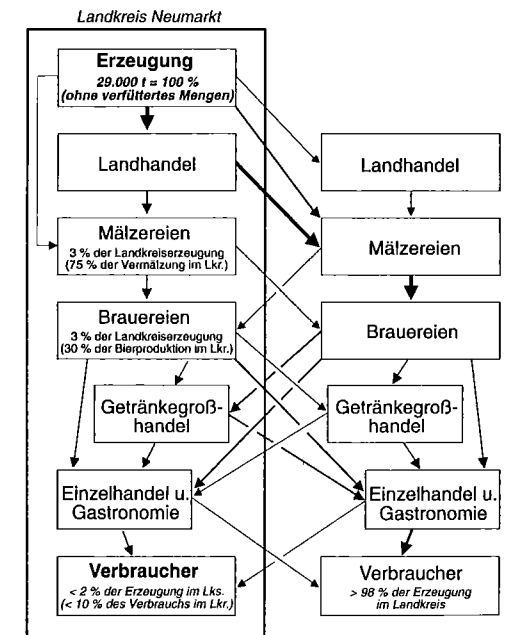 Landkreis Neumarkt
Erzeugung
29.000 t = 100 %
(ohne verfüttertes Mengen)
Landhandel
Mälzereien
3 % der Landkreiserzeugung
(75 % der Vermälzung im Lkr.)
Brauereien
3 % der Landkreiserzeugung
(30 % der Bierproduktion im Lkr.)
Getränkegroß-
handel
Einzelhandel u.
Gastronomie
Verbraucher
< 2 % der Erzeugung im Lks.
(< 10 % des Verbrauchs im Lkr.)
Landhandel
Mälzereien
Brauereien
Getränkegroß-
handel
Einzelhandel u.
Gastronomie
Verbraucher
> 98 % der Erzeugung
im Landkreis